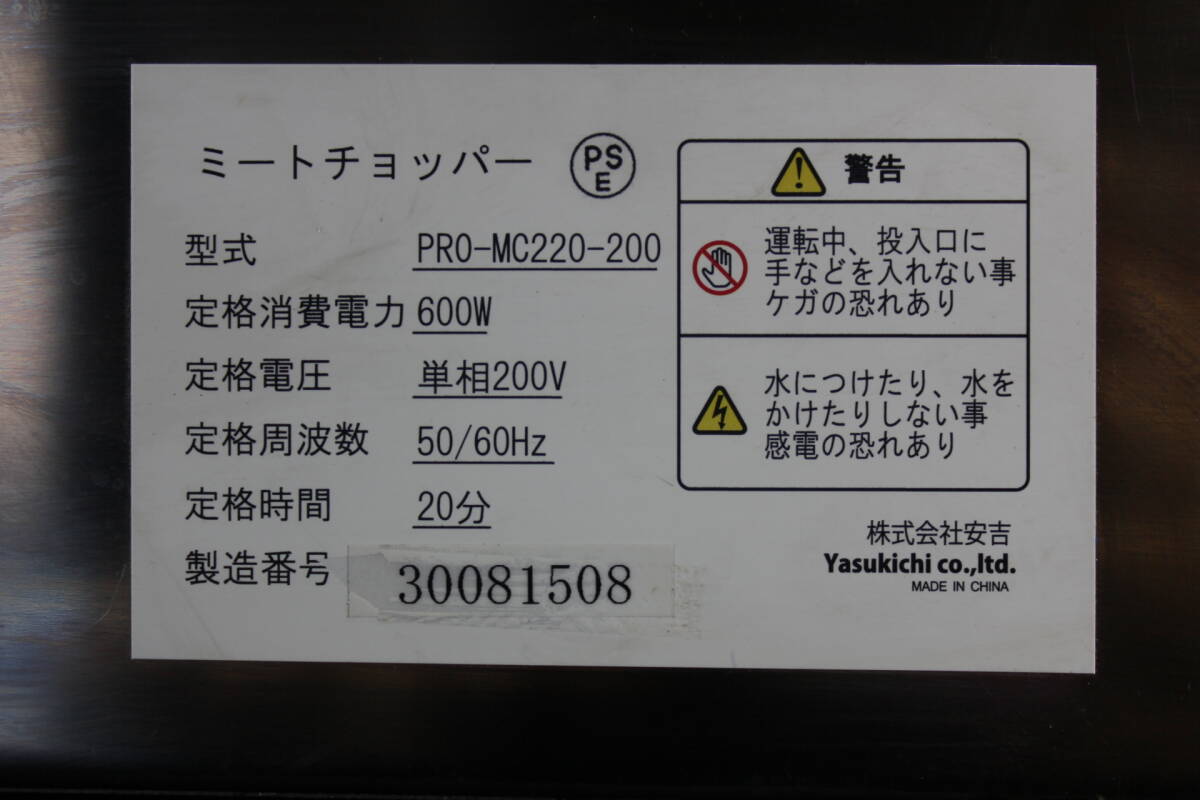 ミートチョッパー
PS
E
型式 PRO-MC220-200
定格消費電力 600W
定格電圧 単相200V
定格周波数 50/60Hz
定格時間 20分
製造番号 30081508
警告
運転中、投入口に
手などを入れない事
ケガの恐れあり
水につけたり、水を
かけたりしない事
感電の恐れあり
株式会社安吉
Yasukichi co.,ltd.
MADE IN CHINA